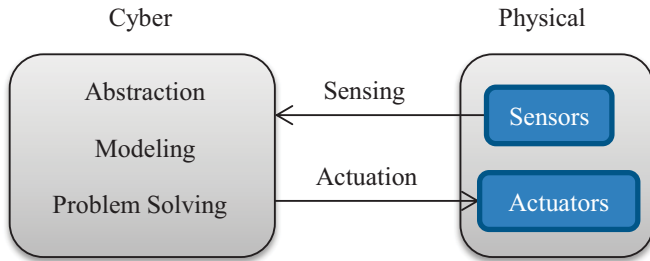 Cyber
Physical
Abstraction
Sensing
Sensors
Modeling
Actuation
Problem Solving
Actuators